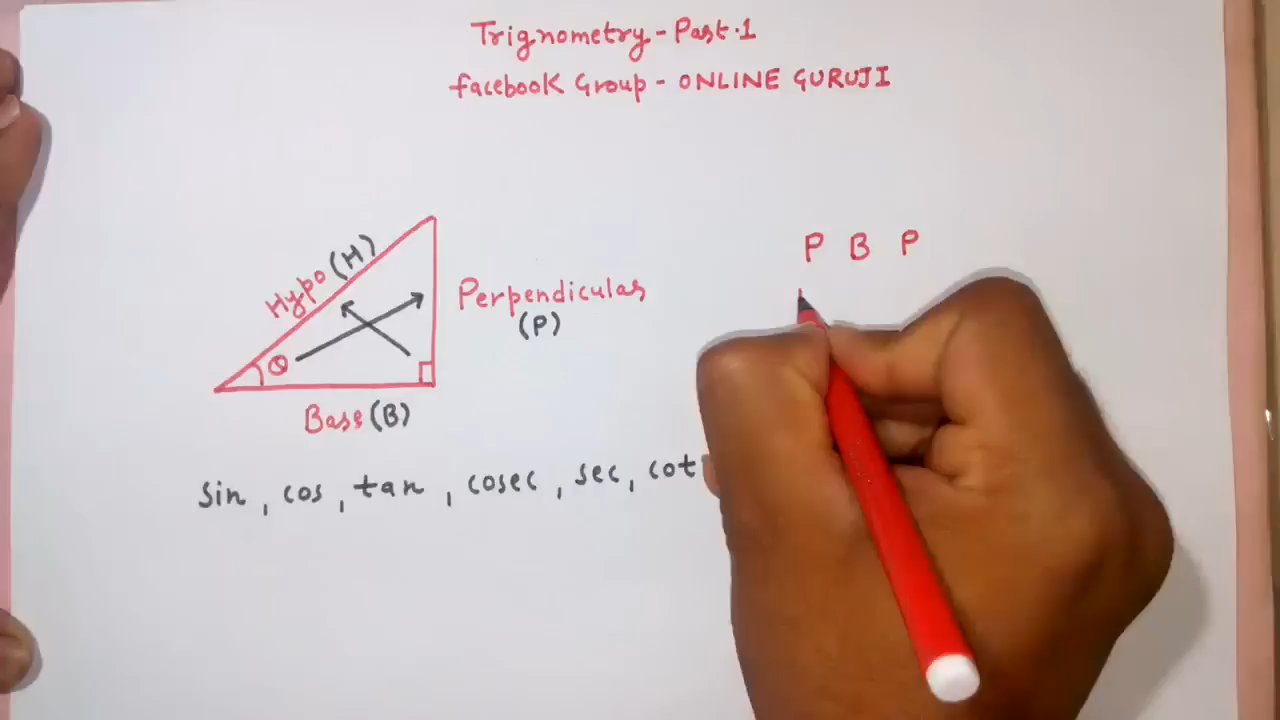 Trignometry - Part.1
facebook Group - ONLINE GURUJI
P B P
Hypo (H)
Perpendicular
(P)
θ
Base (B)
sin, cos, tan, cosec, sec, cot